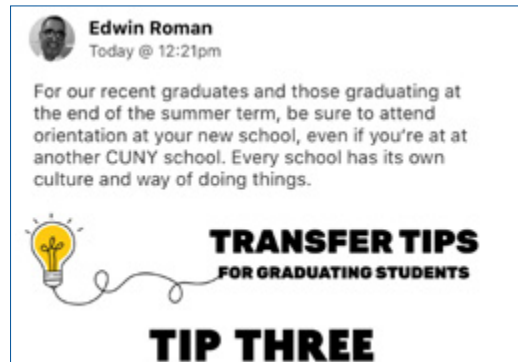 Edwin Roman
Today @ 12:21pm
For our recent graduates and those graduating at
the end of the summer term, be sure to attend
orientation at your new school, even if you're at at
another CUNY school. Every school has its own
culture and way of doing things.
TRANSFER TIPS
FOR GRADUATING STUDENTS
TIP THREE